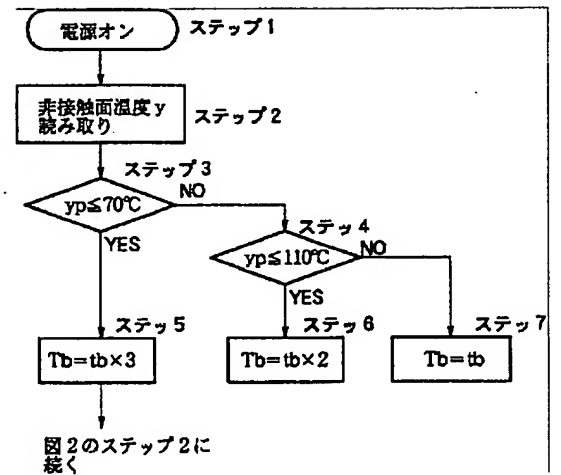 電源オン
ステップ1
非接触面温度y
読み取り
ステップ2
ステップ3
yp≦70℃
NO
YES
ステッ4
yp≦110℃
NO
YES
ステッ5
Tb=tb×3
ステッ6
Tb=tb×2
ステッ7
Tb=tb
図2のステップ2に
続く